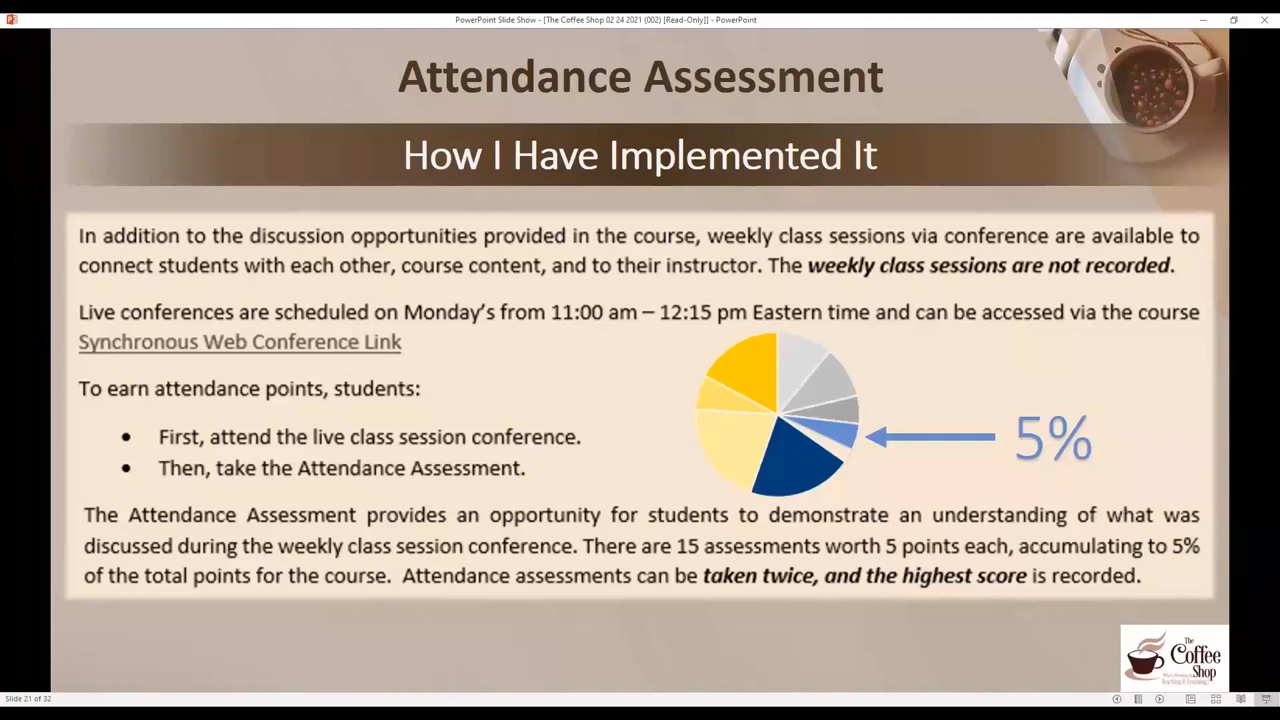 PowerPoint Slide Show - [The Coffee Shop 02 24 2021 (002) [Read-Only]] - PowerPoint
Attendance Assessment
How I Have Implemented It
In addition to the discussion opportunities provided in the course, weekly class sessions via conference are available to
connect students with each other, course content, and to their instructor. The weekly class sessions are not recorded.
Live conferences are scheduled on Monday's from 11:00 am – 12:15 pm Eastern time and can be accessed via the course
Synchronous Web Conference Link
To earn attendance points, students:
• First, attend the live class session conference.
• Then, take the Attendance Assessment.
5%
The Attendance Assessment provides an opportunity for students to demonstrate an understanding of what was
discussed during the weekly class session conference. There are 15 assessments worth 5 points each, accumulating to 5%
of the total points for the course. Attendance assessments can be taken twice, and the highest score is recorded.
The
Coffee
Shop
Slide 21 of 32